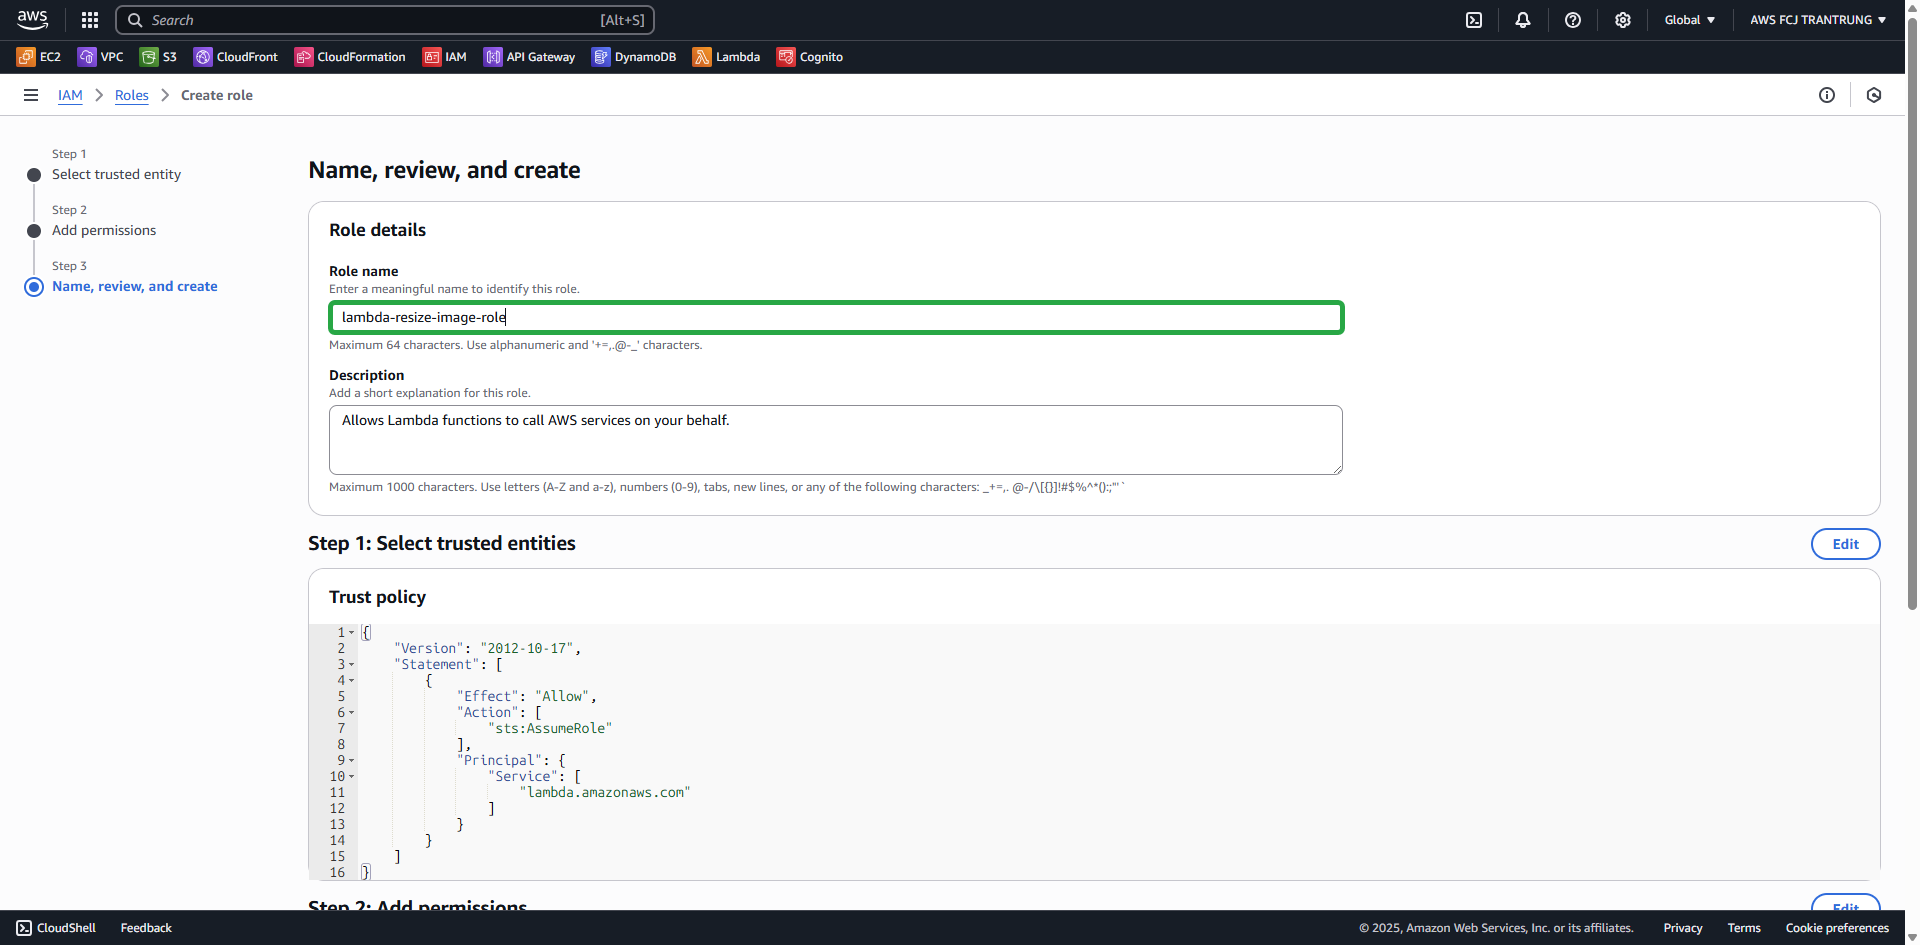 aws Search [Alt+S] Global AWS FCJ TRANTRUNG
EC2 VPC S3 CloudFront CloudFormation IAM API Gateway DynamoDB Lambda Cognito
IAM Roles Create role
Step 1
Select trusted entity
Step 2
Add permissions
Step 3
Name, review, and create
Name, review, and create
Role details
Role name
Enter a meaningful name to identify this role.
lambda-resize-image-role
Maximum 64 characters. Use alphanumeric and '+=,.@-_' characters.
Description
Add a short explanation for this role.
Allows Lambda functions to call AWS services on your behalf.
Maximum 1000 characters. Use letters (A-Z and a-z), numbers (0-9), tabs, new lines, or any of the following characters: _+=,. @-/\[{}]!#$%^*();:"'`
Step 1: Select trusted entities Edit
Trust policy
1 {
2 "Version": "2012-10-17",
3 "Statement": [
4 {
5 "Effect": "Allow",
6 "Action": [
7 "sts:AssumeRole"
8 ],
9 "Principal": {
10 "Service": [
11 "lambda.amazonaws.com"
12 ]
13 }
14 }
15 ]
16 }
Step 2: Add permissions Edit
CloudShell Feedback © 2025, Amazon Web Services, Inc. or its affiliates. Privacy Terms Cookie preferences